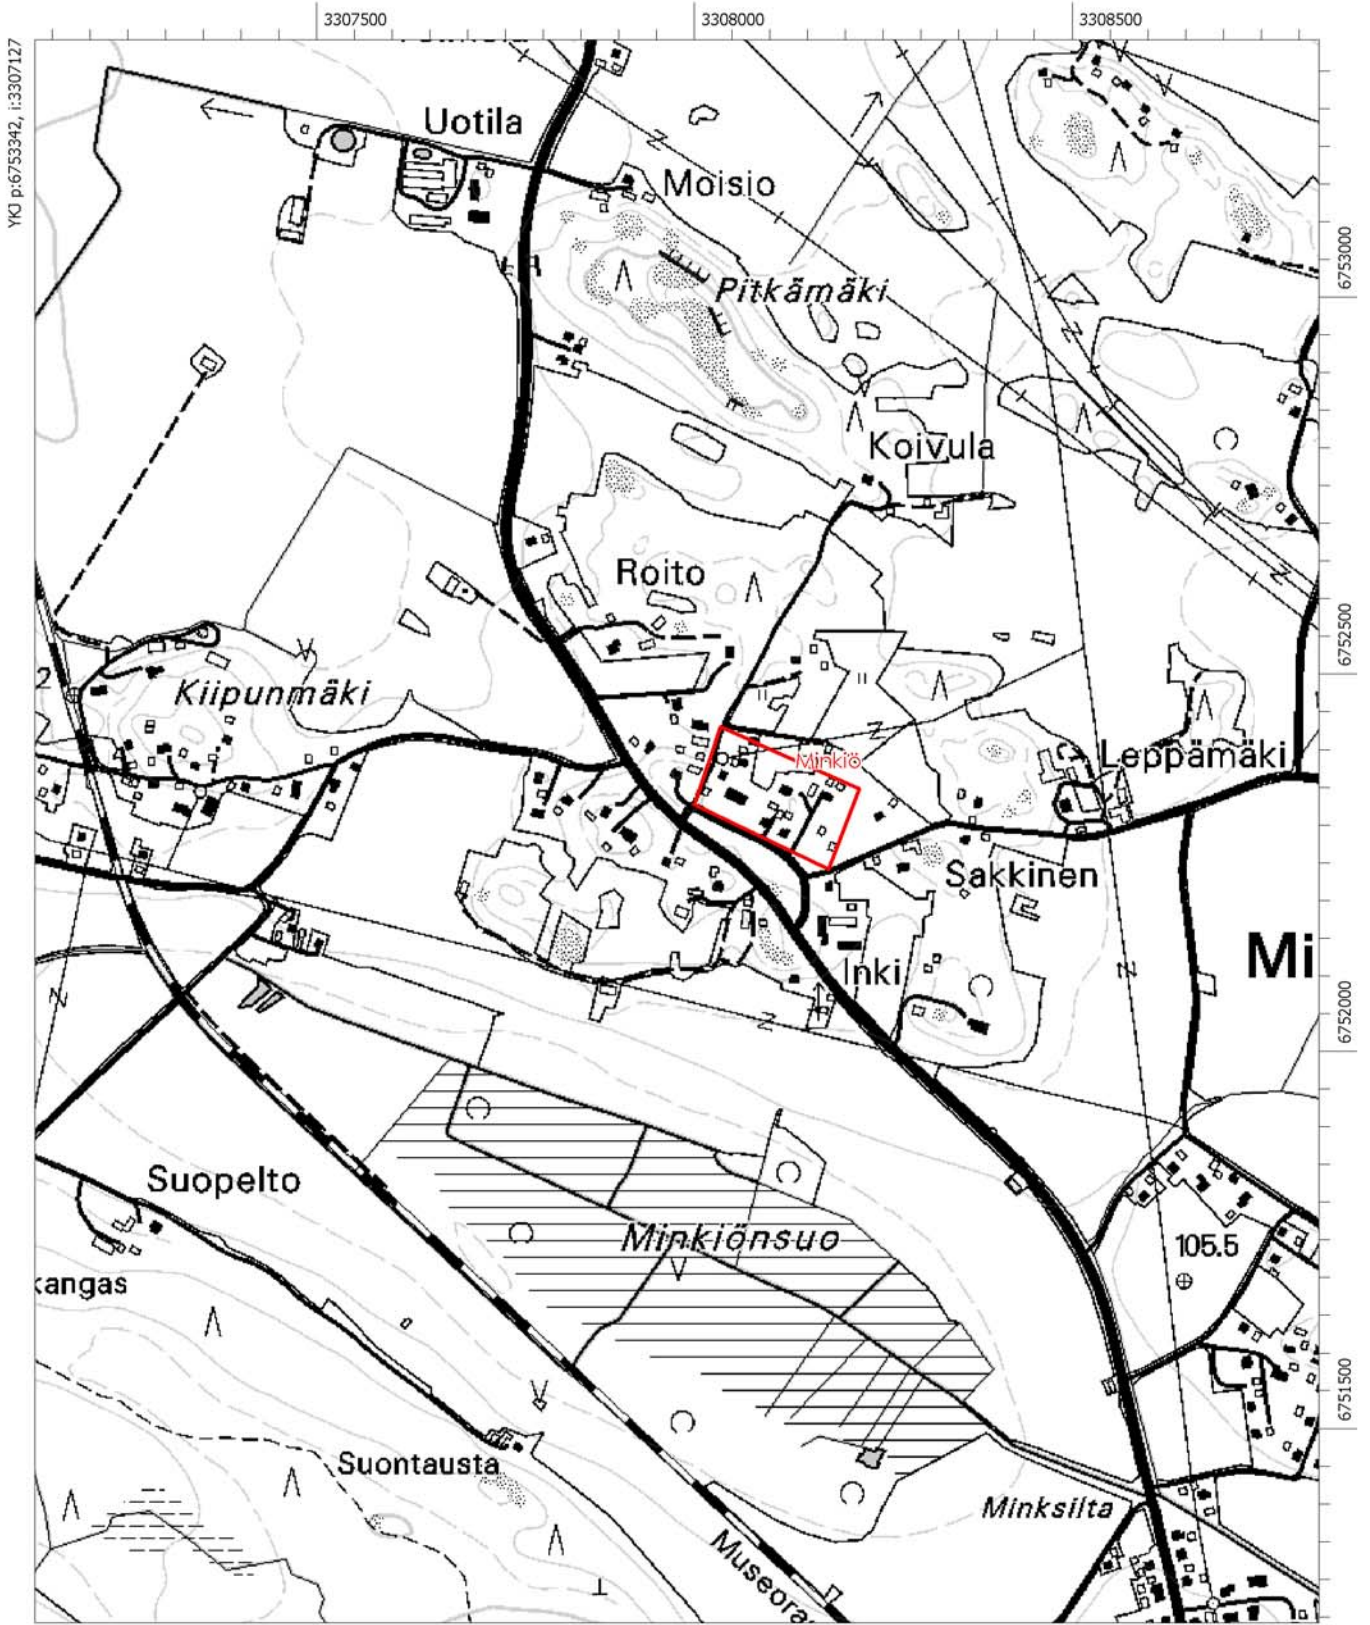 3307500
3308000
3308500
YKJ p:6753342, i:3307127
Uotila
Moisio
6753000
Pitkämäki
Koivula
Roito
6752500
2
Kiipunmäki
Minkiö
Leppämäki
Sakkinen
Mi
Inki
6752000
Suopelto
Minkiönsuo
105.5
kangas
6751500
Suontausta
Minksilta
Museora